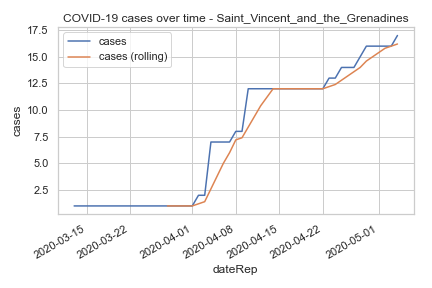 COVID-19 cases over time - Saint_Vincent_and_the_Grenadines
cases
cases (rolling)
17.5
15.0
12.5
10.0
7.5
5.0
2.5
cases
2020-03-15
2020-03-22
2020-04-01
2020-04-08
2020-04-15
2020-04-22
2020-05-01
dateRep